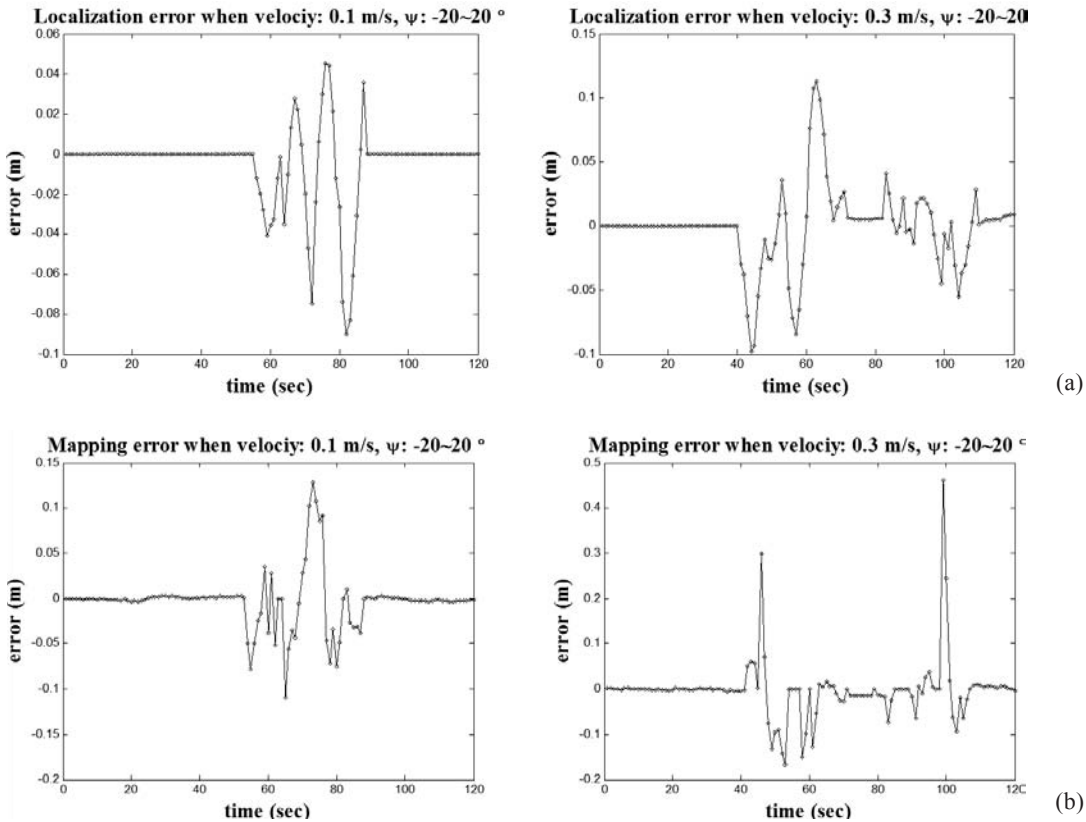 Localization error when velociy: 0.1 m/s, ψ: -20~20 °
0.06
0.04
0.02
0
-0.02
-0.04
-0.06
-0.08
-0.1
error (m)
0 20 40 60 80 100 120
time (sec)
Localization error when velociy: 0.3 m/s, ψ: -20~20
0.15
0.1
0.05
0
-0.05
-0.1
error (m)
0 20 40 60 80 100 120
time (sec)
(a)
Mapping error when velociy: 0.1 m/s, ψ: -20~20 °
0.15
0.1
0.05
0
-0.05
-0.1
-0.15
-0.2
error (m)
0 20 40 60 80 100 120
time (sec)
Mapping error when velociy: 0.3 m/s, ψ: -20~20 °
0.5
0.4
0.3
0.2
0.1
0
-0.1
-0.2
error (m)
0 20 40 60 80 100 120
time (sec)
(b)